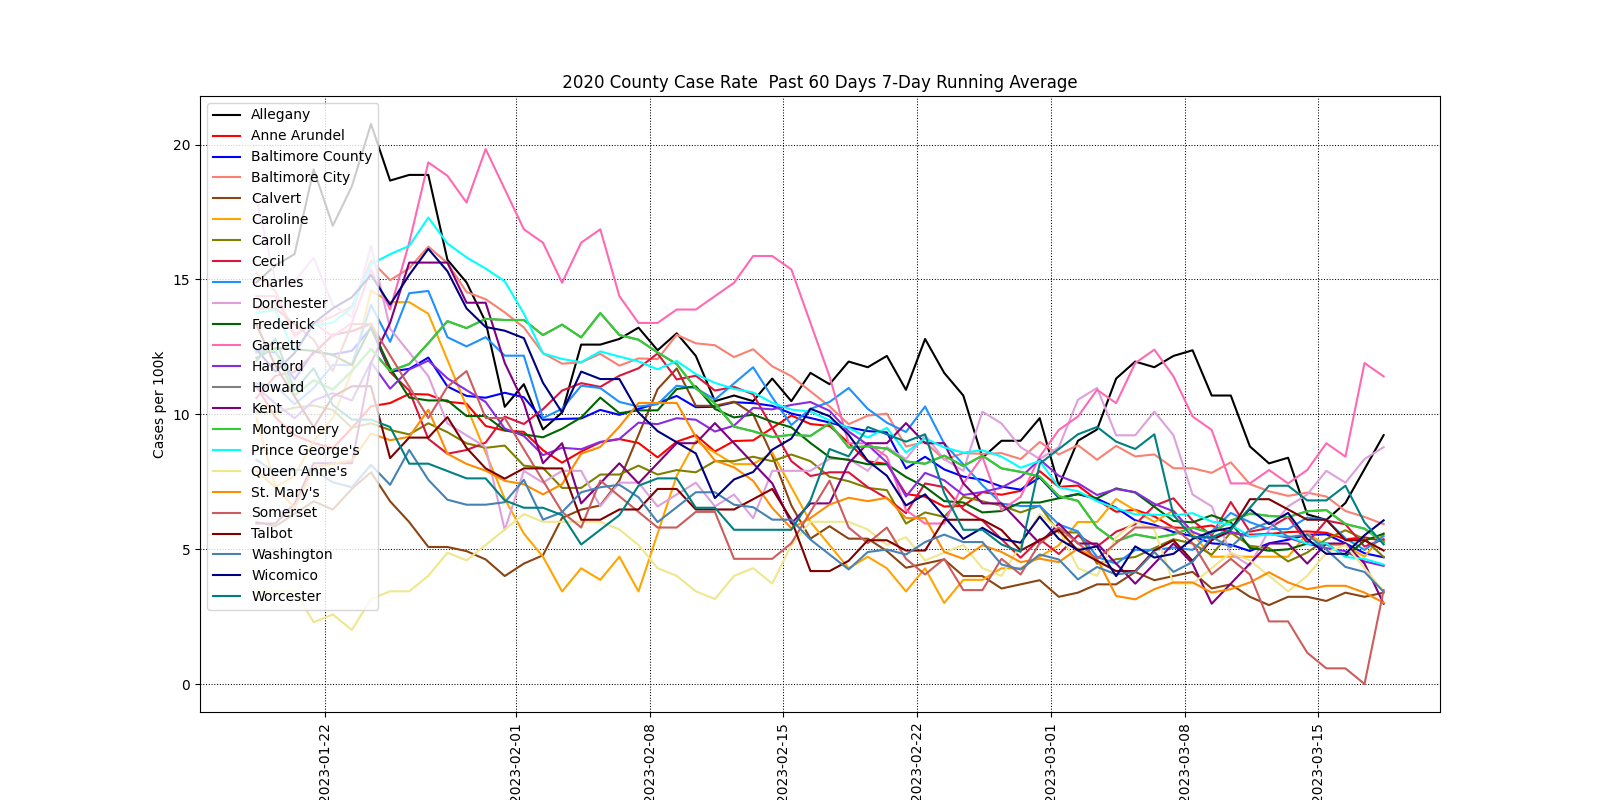 2020 County Case Rate  Past 60 Days 7-Day Running Average
Cases per 100k
20
15
10
5
0
Allegany
Anne Arundel
Baltimore County
Baltimore City
Calvert
Caroline
Caroll
Cecil
Charles
Dorchester
Frederick
Garrett
Harford
Howard
Kent
Montgomery
Prince George's
Queen Anne's
St. Mary's
Somerset
Talbot
Washington
Wicomico
Worcester
2023-01-22
2023-02-01
2023-02-08
2023-02-15
2023-02-22
2023-03-01
2023-03-08
2023-03-15